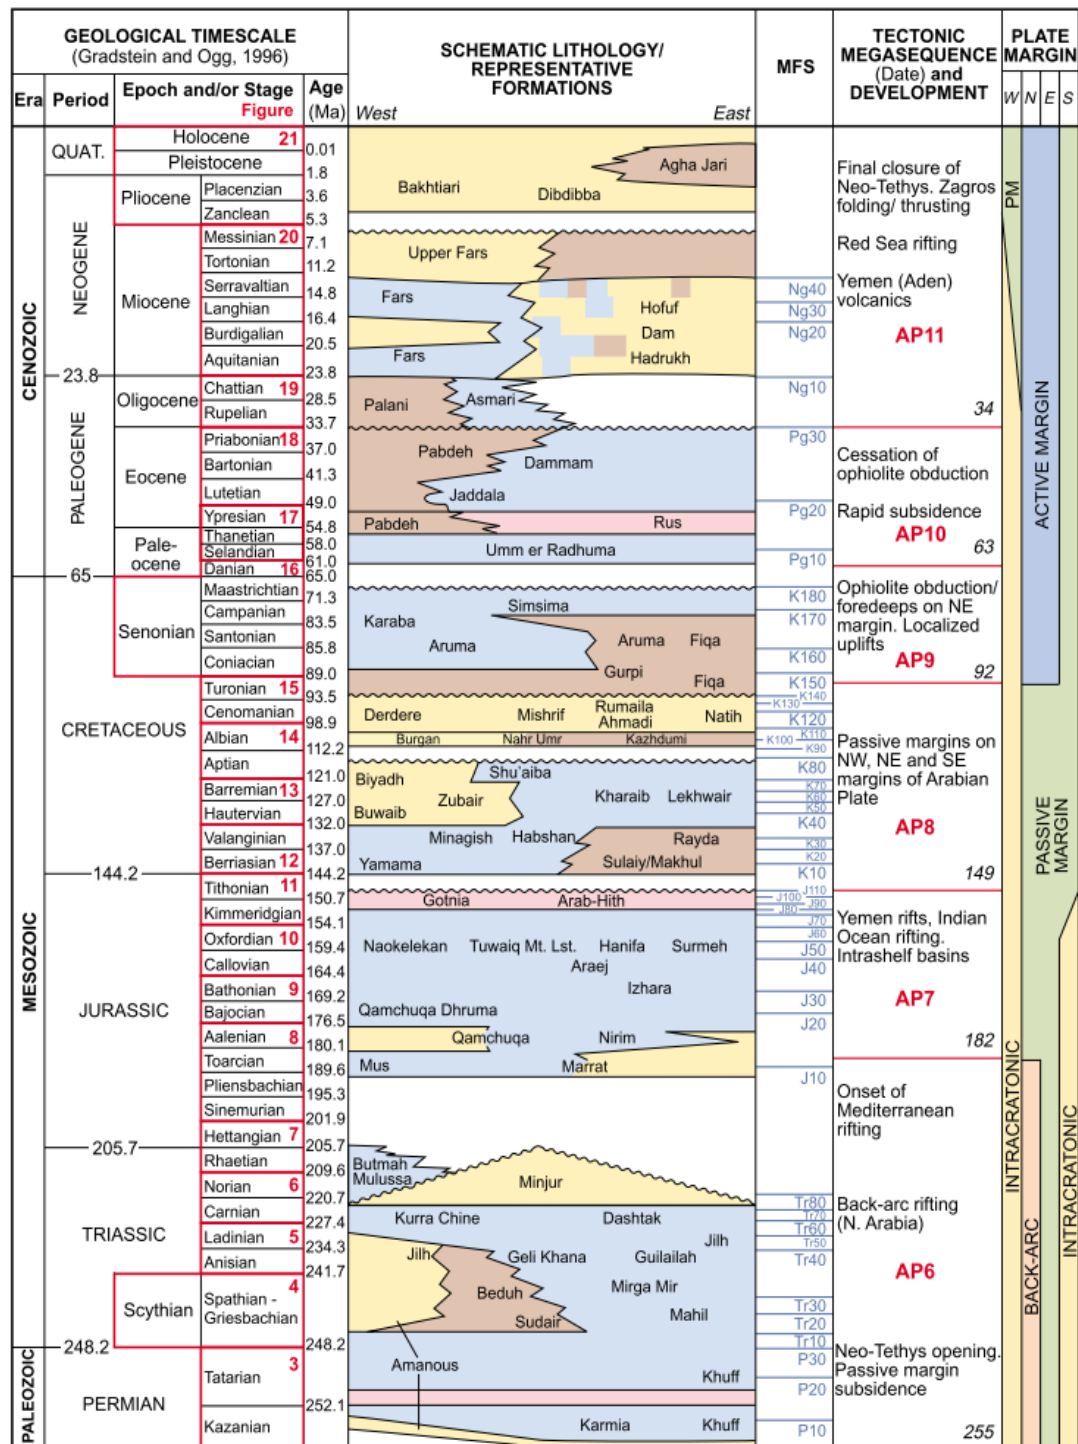 GEOLOGICAL TIMESCALE
(Gradstein and Ogg, 1996)
SCHEMATIC LITHOLOGY/
REPRESENTATIVE
FORMATIONS
MFS
TECTONIC
MEGASEQUENCE
(Date) and
DEVELOPMENT
PLATE
MARGIN
Era
Period
Epoch and/or Stage
Figure
Age
(Ma)
West
East
W N E S
CENOZOIC
MESOZOIC
PALEOZOIC
QUAT.
NEOGENE
23.8
PALEOGENE
65
CRETACEOUS
144.2
JURASSIC
205.7
TRIASSIC
248.2
PERMIAN
Holocene 21
0.01
Pleistocene
1.8
Pliocene
Placenzian
3.6
Zanclean
5.3
Miocene
Messinian 20
7.1
Tortonian
11.2
Serravaltian
14.8
Langhian
16.4
Burdigalian
20.5
Aquitanian
23.8
Oligocene
Chattian 19
28.5
Rupelian
33.7
Eocene
Priabonian 18
37.0
Bartonian
41.3
Lutetian
49.0
Ypresian 17
54.8
Pale-
ocene
Thanetian
58.0
Selandian
61.0
Danian 16
65.0
Senonian
Maastrichtian
71.3
Campanian
83.5
Santonian
85.8
Coniacian
89.0
Turonian 15
93.5
Cenomanian
98.9
Albian 14
112.2
Aptian
121.0
Barremian 13
127.0
Hautervian
132.0
Valanginian
137.0
Berriasian 12
144.2
Tithonian 11
150.7
Kimmeridgian
154.1
Oxfordian 10
159.4
Callovian
164.4
Bathonian 9
169.2
Bajocian
176.5
Aalenian 8
180.1
Toarcian
189.6
Pliensbachian
195.3
Sinemurian
201.9
Hettangian 7
205.7
Rhaetian
209.6
Norian 6
220.7
Carnian
227.4
Ladinian 5
234.3
Anisian
241.7
Scythian
4
Spathian -
Griesbachian
248.2
3
Tatarian
252.1
Kazanian
Agha Jari
Bakhtiari
Dibdibba
Upper Fars
Fars
Hofuf
Dam
Hadrukh
Fars
Palani
Asmari
Pabdeh
Dammam
Jaddala
Pabdeh
Rus
Umm er Radhuma
Simsima
Karaba
Aruma
Aruma
Fiqa
Gurpi
Fiqa
Derdere
Mishrif
Rumaila
Ahmadi
Natih
Burgan
Nahr Umr
Kazhdumi
Shu'aiba
Biyadh
Zubair
Kharaib
Lekhwair
Buwaib
Minagish
Habshan
Rayda
Yamama
Sulaiy/Makhul
Gotnia
Arab-Hith
Naokelekan
Tuwaiq Mt. Lst.
Hanifa
Surmeh
Araej
Izhara
Qamchuqa Dhruma
Qamchuqa
Nirim
Mus
Marrat
Butmah
Mulussa
Minjur
Kurra Chine
Dashtak
Jilh
Jilh
Geli Khana
Guilailah
Beduh
Mirga Mir
Sudair
Mahil
Amanous
Khuff
Karmia
Khuff
Ng40
Ng30
Ng20
Ng10
Pg30
Pg20
Pg10
K180
K170
K160
K150
K140
K130
K120
K110
K100
K90
K80
K70
K60
K50
K40
K30
K20
K10
J110
J100
J90
J80
J70
J60
J50
J40
J30
J20
J10
Tr80
Tr70
Tr60
Tr50
Tr40
Tr30
Tr20
Tr10
P30
P20
P10
Final closure of
Neo-Tethys. Zagros
folding/ thrusting
Red Sea rifting
Yemen (Aden)
volcanics
AP11
34
Cessation of
ophiolite obduction
Rapid subsidence
AP10
63
Ophiolite obduction/
foredeeps on NE
margin. Localized
uplifts
AP9
92
Passive margins on
NW, NE and SE
margins of Arabian
Plate
AP8
149
Yemen rifts, Indian
Ocean rifting.
Intrashelf basins
AP7
182
Onset of
Mediterranean
rifting
Back-arc rifting
(N. Arabia)
AP6
Neo-Tethys opening.
Passive margin
subsidence
255
PM
ACTIVE MARGIN
PASSIVE
MARGIN
INTRACRATONIC
BACK-ARC
INTRACRATONIC